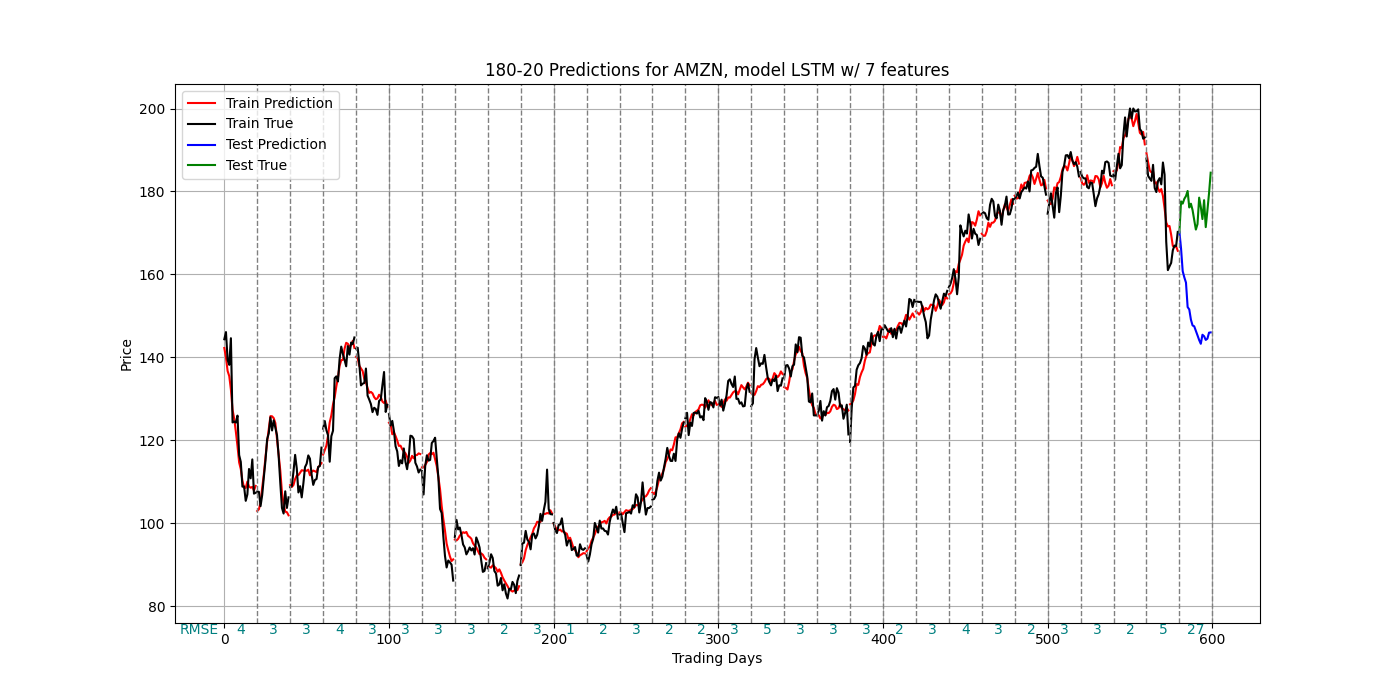 180-20 Predictions for AMZN, model LSTM w/ 7 features
Train Prediction
Train True
Test Prediction
Test True
Price
200
180
160
140
120
100
80
RMSE 4 3 3 4 3 3 3 3 2 3 1 2 3 2 2 3 5 3 3 3 2 3 4 3 2 3 3 2 5 27
0 100 200 300 400 500 600
Trading Days